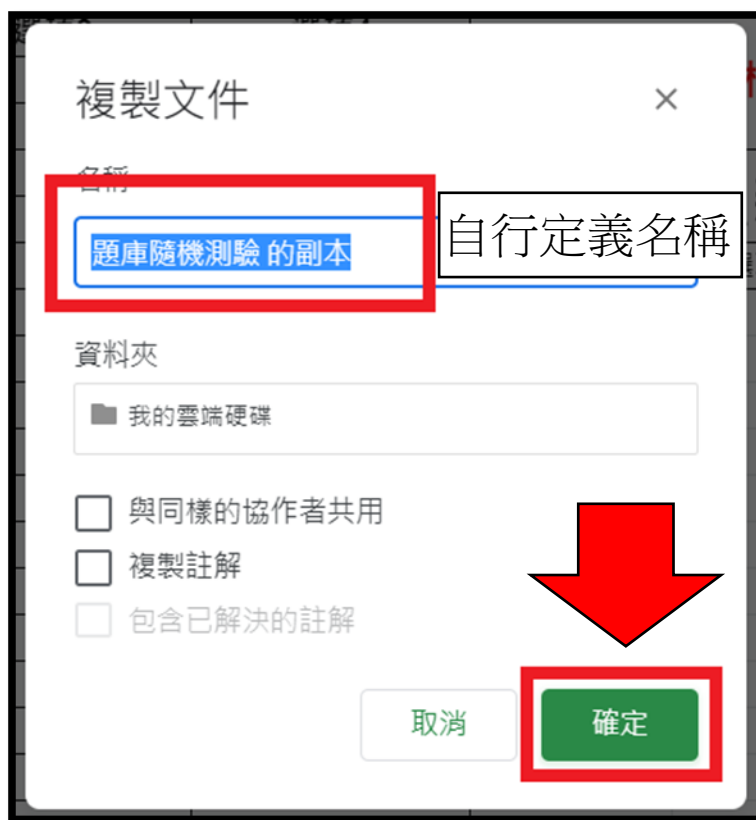 複製文件
名稱
題庫隨機測驗 的副本
自行定義名稱
資料夾
我的雲端硬碟
與同樣的協作者共用
複製註解
包含已解決的註解
取消
確定